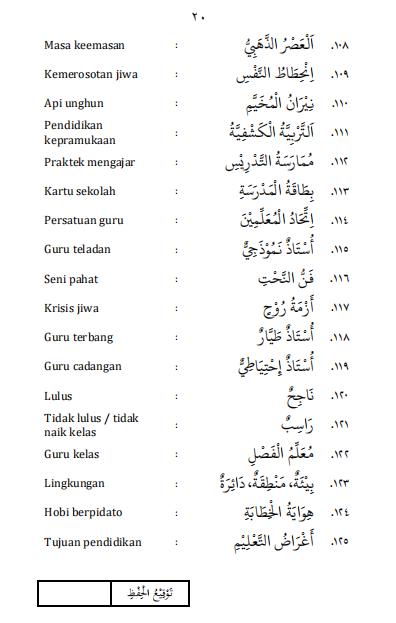 ٢٠
Masa keemasan : اَلْعَصْرُ الذَّهَبِيُّ .١٠٨
Kemerosotan jiwa : اِنْحِطَاطُ النَّفْسِ .١٠٩
Api unghun : نِيْرَانُ الْمُخَيَّمِ .١١٠
Pendidikan
kepramukaan : اَلتَّرْبِيَّةُ الْكَشْفِيَّةُ .١١١
Praktek mengajar : مُمَارَسَةُ التَّدْرِيْسِ .١١٢
Kartu sekolah : بِطَاقَةُ الْمَدْرَسَةِ .١١٣
Persatuan guru : اِتِّحَادُ الْمُعَلِّمِيْنَ .١١٤
Guru teladan : أُسْتَاذٌ نَمُوْذَجِيٌّ .١١٥
Seni pahat : فَنُّ النَّحْتِ .١١٦
Krisis jiwa : أَزْمَةُ رُوْحٍ .١١٧
Guru terbang : أُسْتَاذٌ طَيَّارٌ .١١٨
Guru cadangan : أُسْتَاذٌ إِحْتِيَاطِيٌّ .١١٩
Lulus : نَاجِحٌ .١٢٠
Tidak lulus / tidak
naik kelas : رَاسِبٌ .١٢١
Guru kelas : مُعَلِّمُ الْفَصْلِ .١٢٢
Lingkungan : بِيْئَةٌ، مَنْطِقَةٌ، دَائِرَةٌ .١٢٣
Hobi berpidato : هِوَايَةُ الْخِطَابَةِ .١٢٤
Tujuan pendidikan : أَغْرَاضُ التَّعْلِيْمِ .١٢٥
تَوْقِيْعُ الْحِفْظِ